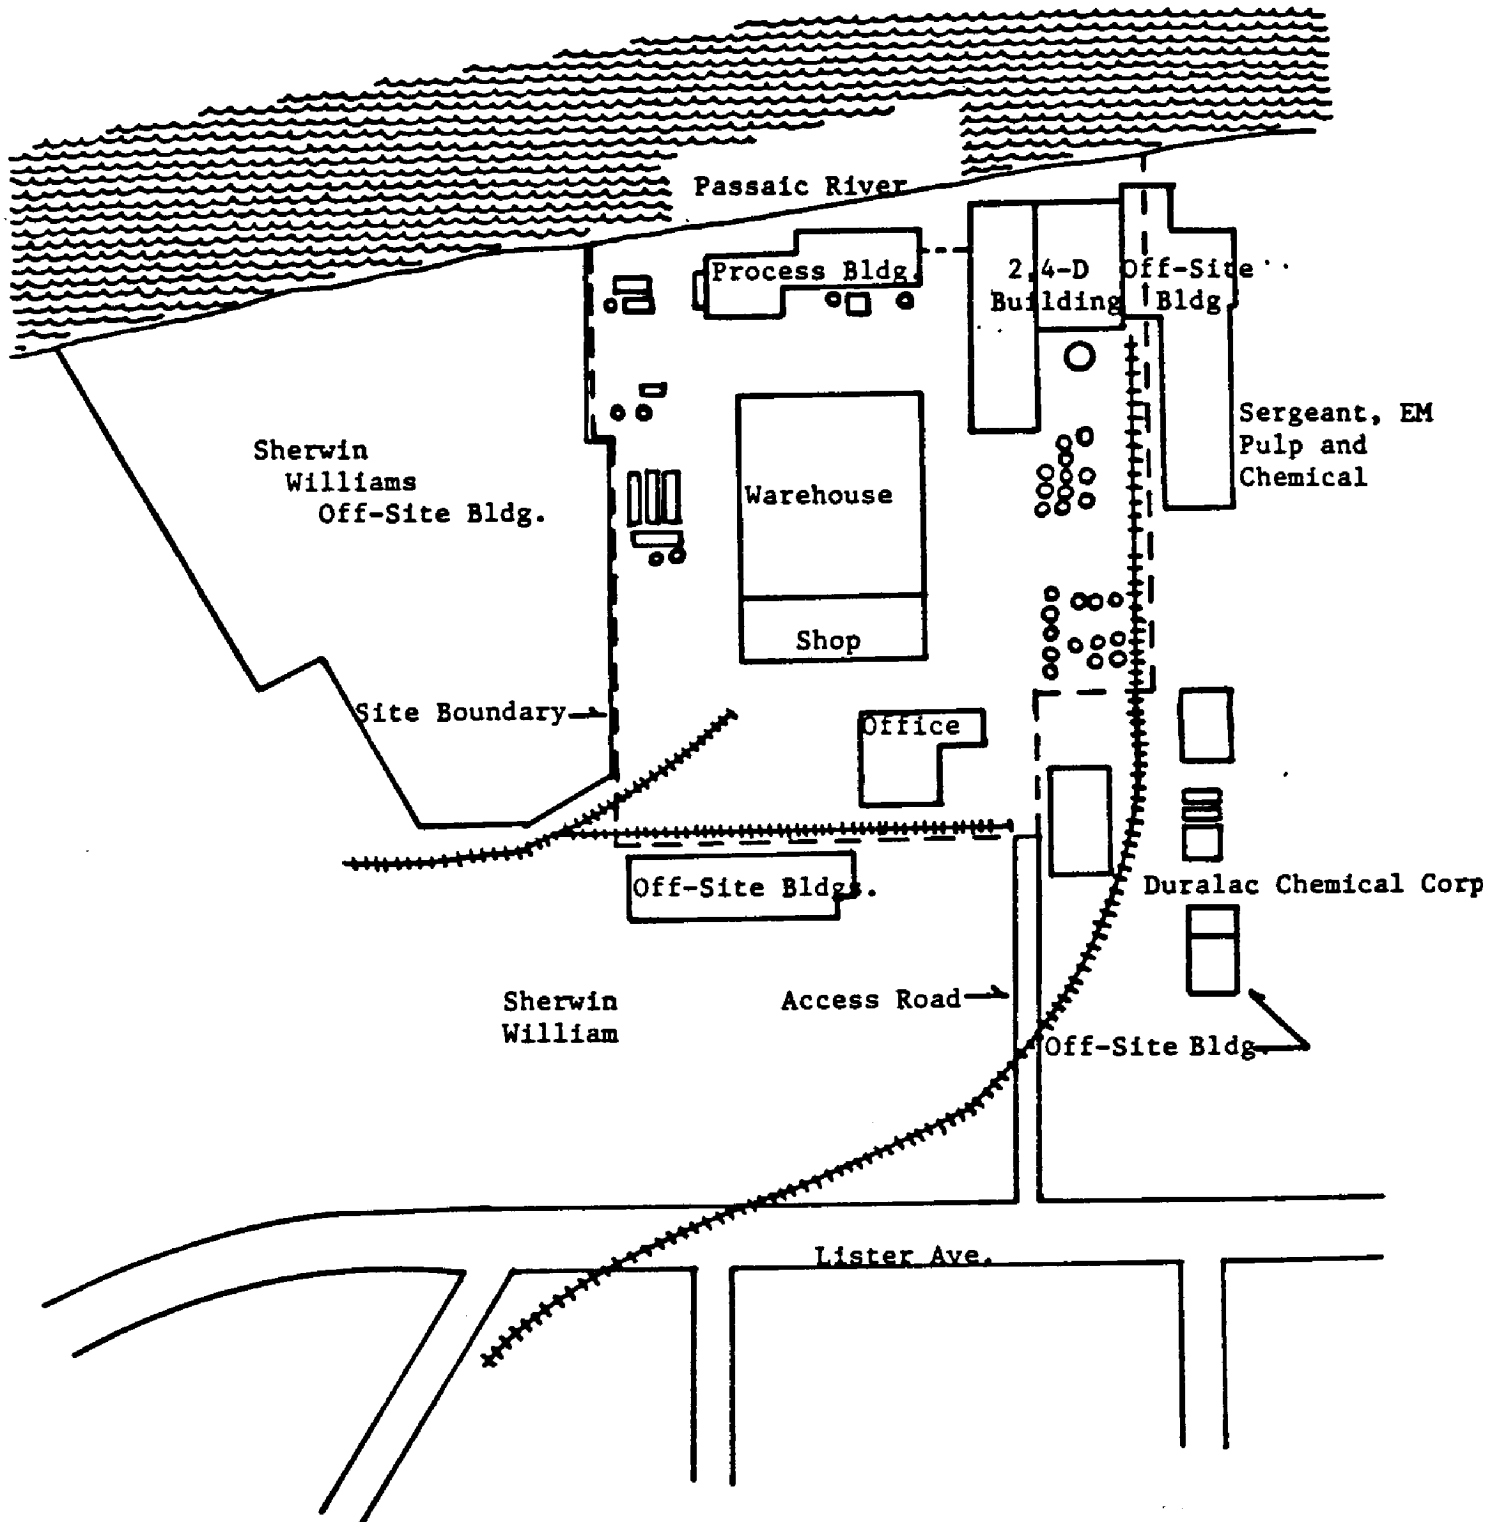 Passaic River
Process Bldg.
2,4-D
Building
Off-Site
Bldg
Sergeant, EM
Pulp and
Chemical
Sherwin
Williams
Off-Site Bldg.
Warehouse
Shop
Site Boundary
Office
Off-Site Bldgs.
Duralac Chemical Corp
Sherwin
William
Access Road
Off-Site Bldg.
Lister Ave.